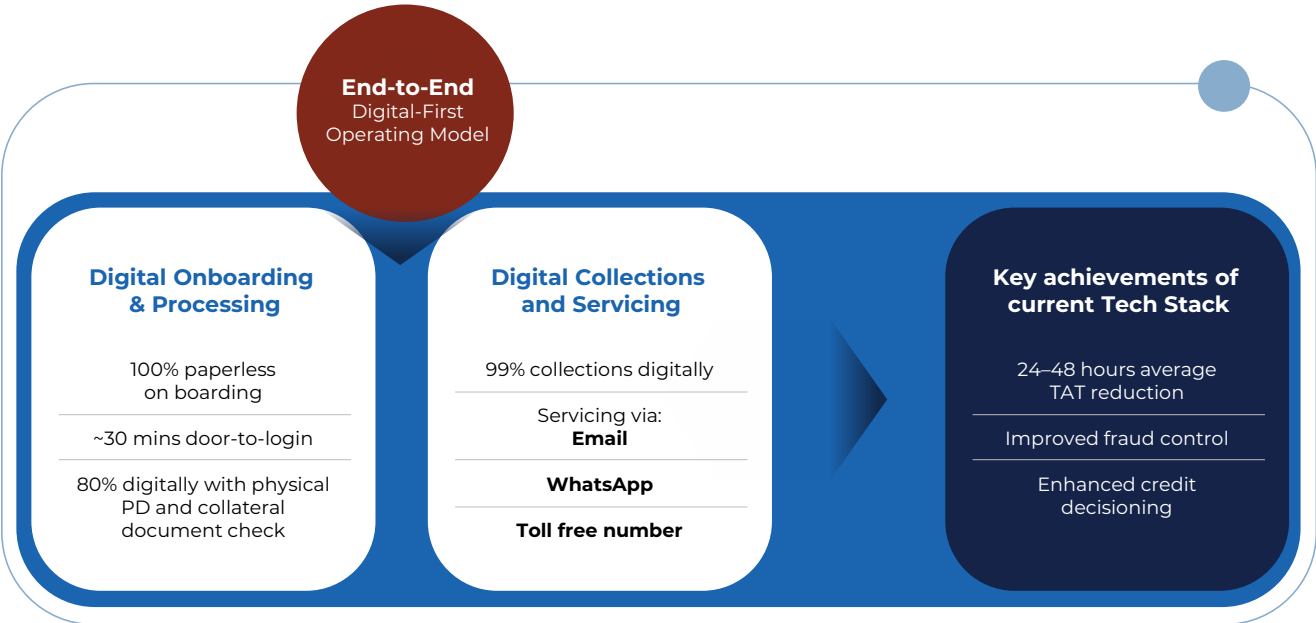 End-to-End
Digital-First
Operating Model
Digital Onboarding
& Processing
100% paperless
on boarding
~30 mins door-to-login
80% digitally with physical
PD and collateral
document check
Digital Collections
and Servicing
99% collections digitally
Servicing via:
Email
WhatsApp
Toll free number
Key achievements of
current Tech Stack
24–48 hours average
TAT reduction
Improved fraud control
Enhanced credit
decisioning